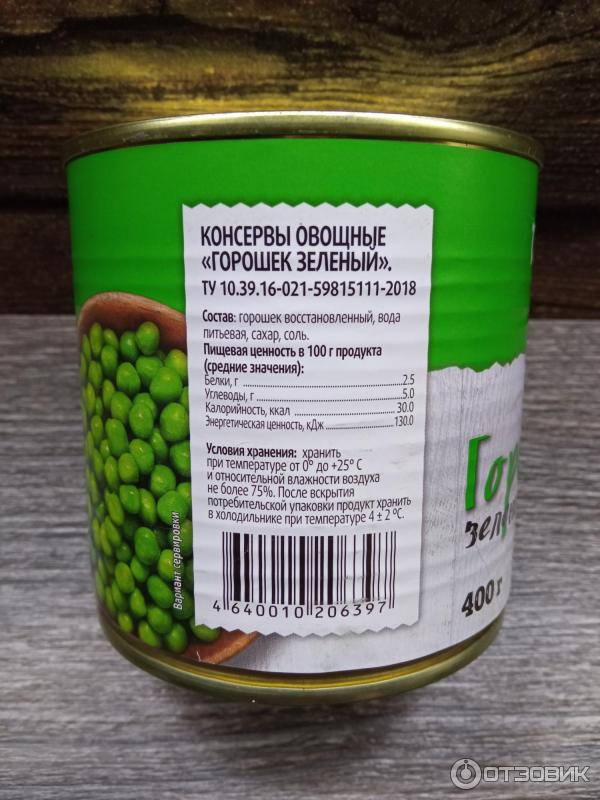 КОНСЕРВЫ ОВОЩНЫЕ
«ГОРОШЕК ЗЕЛЕНЫЙ».
ТУ 10.39.16-021-59815111-2018
Состав: горошек восстановленный, вода
питьевая, сахар, соль.
Пищевая ценность в 100 г продукта
(средние значения):
Белки, г 2.5
Углеводы, г 5.0
Калорийность, ккал 30.0
Энергетическая ценность, кДж 130.0
Условия хранения: хранить
при температуре от 0° до +25° С
и относительной влажности воздуха
не более 75%. После вскрытия
потребительской упаковки продукт хранить
в холодильнике при температуре 4 ± 2 °С.
4 640010 206397
Вариант сервировки
Гор
зел
400 г
ОТЗОВИК